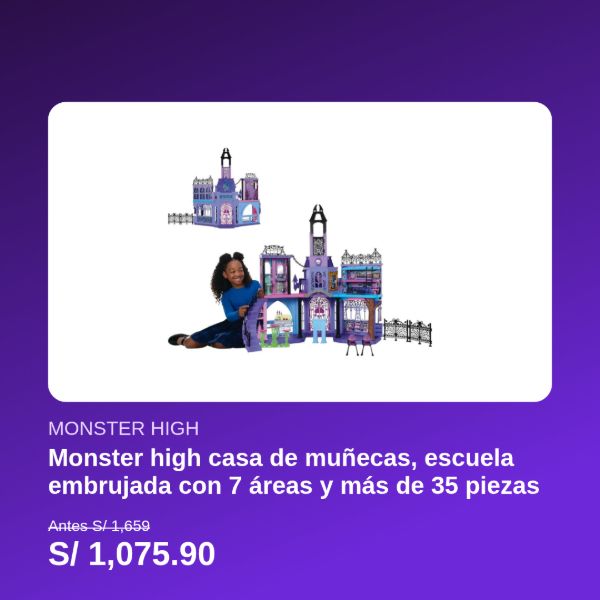 MONSTER HIGH
Monster high casa de muñecas, escuela
embrujada con 7 áreas y más de 35 piezas
Antes S/ 1,659
S/ 1,075.90